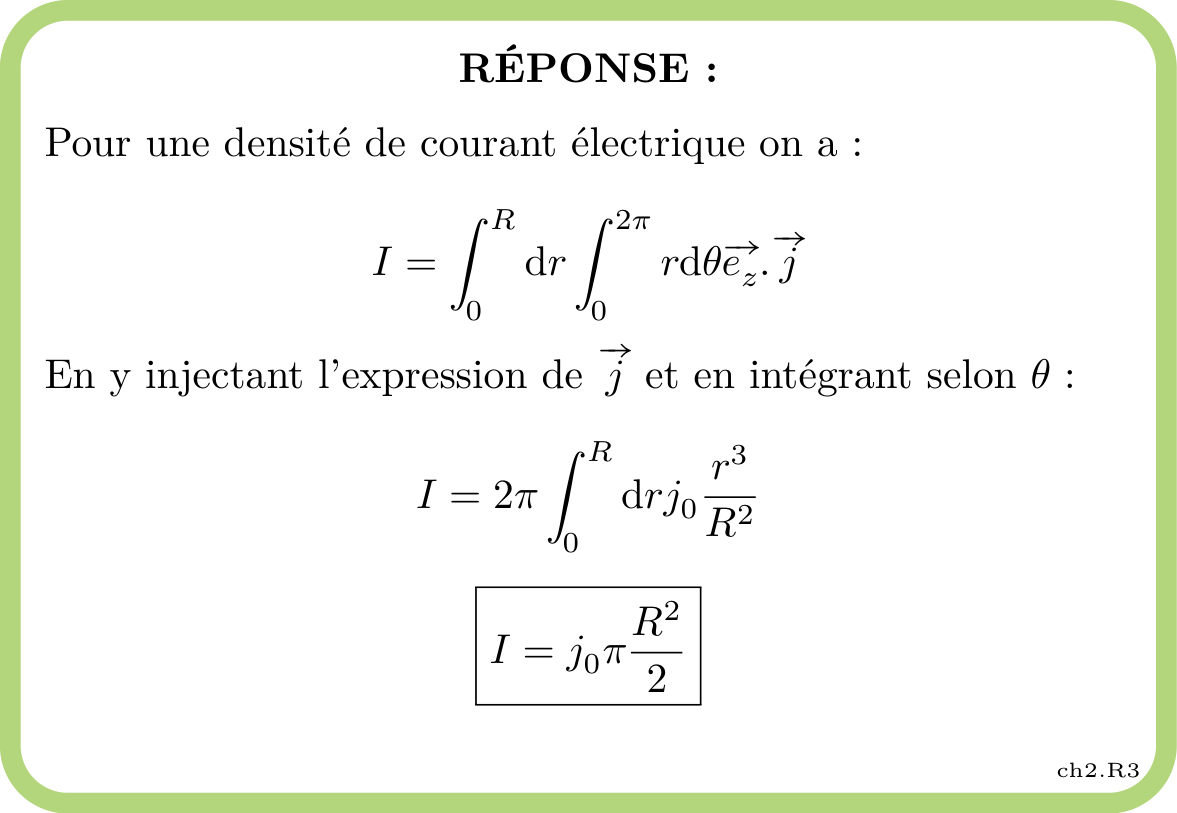 RÉPONSE :
Pour une densité de courant électrique on a :
$I = \int_0^R \mathrm{d}r \int_0^{2\pi} r\mathrm{d}\theta \overrightarrow{e_z}.\overrightarrow{j}$
En y injectant l'expression de $\overrightarrow{j}$ et en intégrant selon $\theta$ :
$I = 2\pi \int_0^R \mathrm{d}r j_0 \frac{r^3}{R^2}$
$I = j_0 \pi \frac{R^2}{2}$
ch2.R3